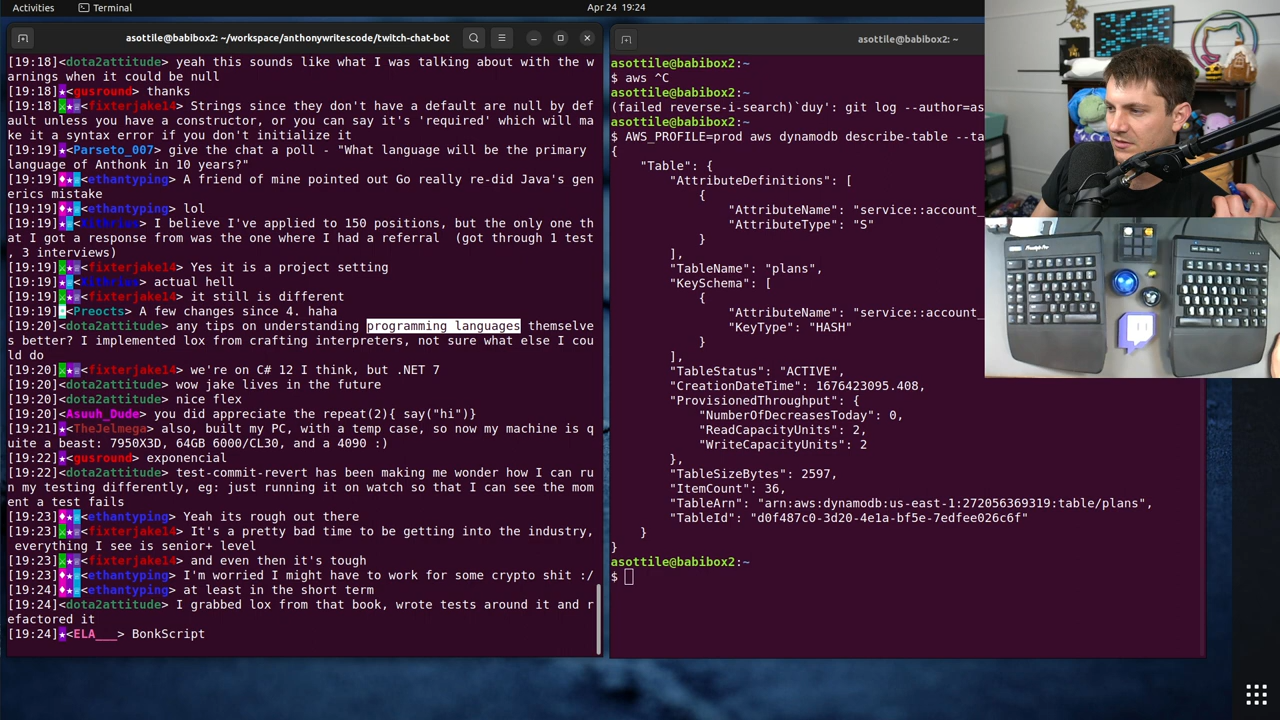 Activities
Terminal
Apr 24 19:24
asottile@babibox2: ~/workspace/anthonywritescode/twitch-chat-bot
[19:18] <dota2attitude> yeah this sounds like what I was talking about with the w
arnings when it could be null
[19:18] <gusround> thanks
[19:18] <fixterjake14> Strings since they don't have a default are null by def
ault unless you have a constructor, or you can say it's 'required' which will ma
ke it a syntax error if you don't initialize it
[19:19] <Parseto_007> give the chat a poll - "What language will be the primary
language of Anthonk in 10 years?"
[19:19] <ethantyping> A friend of mine pointed out Go really re-did Java's gen
erics mistake
[19:19] <ethantyping> lol
[19:19] I believe I've applied to 150 positions, but the only one th
at I got a response from was the one where I had a referral  (got through 1 test
, 3 interviews)
[19:19] <fixterjake14> Yes it is a project setting
[19:19] actual hell
[19:19] <fixterjake14> it still is different
[19:19] <Preocts> A few changes since 4. haha
[19:20] <dota2attitude> any tips on understanding programming languages themselve
s better? I implemented lox from crafting interpreters, not sure what else I cou
ld do
[19:20] <fixterjake14> we're on C# 12 I think, but .NET 7
[19:20] <dota2attitude> wow jake lives in the future
[19:20] <dota2attitude> nice flex
[19:20] <Asuuh_Dude> you did appreciate the repeat(2){ say("hi")}
[19:21] <TheJelmega> also, built my PC, with a temp case, so now my machine is q
uite a beast: 7950X3D, 64GB 6000/CL30, and a 4090 :)
[19:22] <gusround> exponencial
[19:22] <dota2attitude> test-commit-revert has been making me wonder how I can ru
n my testing differently, eg: just running it on watch so that I can see the mom
ent a test fails
[19:23] <ethantyping> Yeah its rough out there
[19:23] <fixterjake14> It's a pretty bad time to be getting into the industry,
everything I see is senior+ level
[19:23] <fixterjake14> and even then it's tough
[19:23] <ethantyping> I'm worried I might have to work for some crypto shit :/
[19:24] <ethantyping> at least in the short term
[19:24] <dota2attitude> I grabbed lox from that book, wrote tests around it and r
efactored it
[19:24] <ELA___> BonkScript
asottile@babibox2: ~
asottile@babibox2:~
$ aws ^C
asottile@babibox2:~
(failed reverse-i-search)`duy': git log --author=as
asottile@babibox2:~
$ AWS_PROFILE=prod aws dynamodb describe-table --ta
{
"Table": {
"AttributeDefinitions": [
{
"AttributeName": "service::account_
"AttributeType": "S"
}
],
"TableName": "plans",
"KeySchema": [
{
"AttributeName": "service::account_
"KeyType": "HASH"
}
],
"TableStatus": "ACTIVE",
"CreationDateTime": 1676423095.408,
"ProvisionedThroughput": {
"NumberOfDecreasesToday": 0,
"ReadCapacityUnits": 2,
"WriteCapacityUnits": 2
},
"TableSizeBytes": 2597,
"ItemCount": 36,
"TableArn": "arn:aws:dynamodb:us-east-1:272056369319:table/plans",
"TableId": "d0f487c0-3d20-4e1a-bf5e-7edfee026c6f"
}
}
asottile@babibox2:~
$